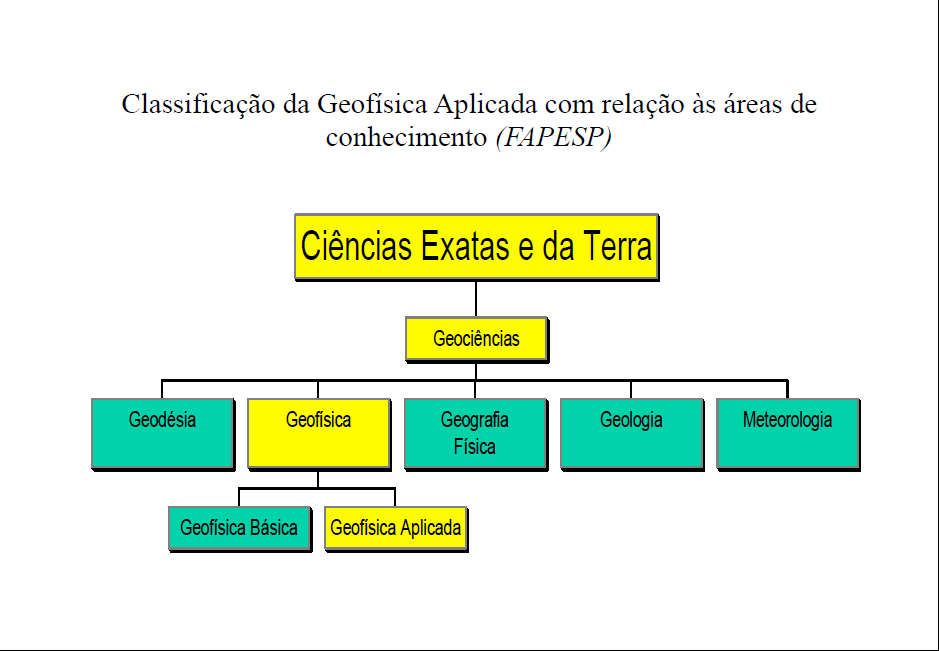 Classificação da Geofísica Aplicada com relação às áreas de
conhecimento (FAPESP)
Ciências Exatas e da Terra
Geociências
Geodésia
Geofísica
Geografia
Física
Geologia
Meteorologia
Geofísica Básica
Geofísica Aplicada